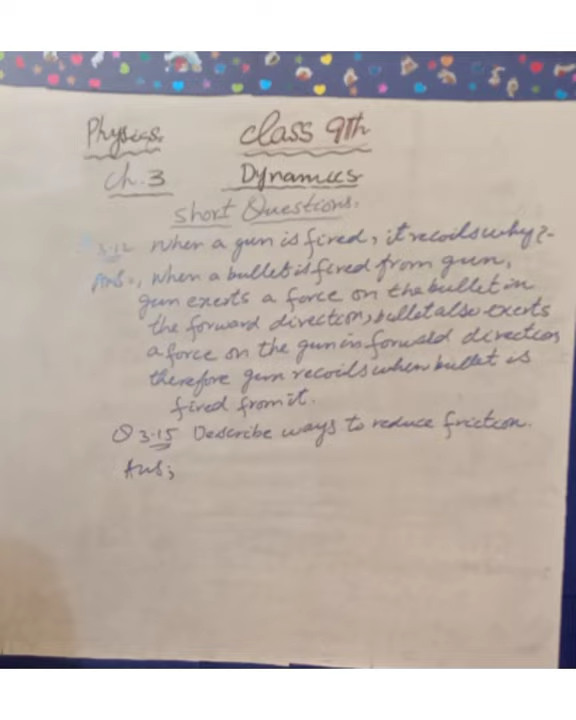 Physics class 9th
Ch.3 Dynamics
Short Questions.
3.12 When a gun is fired, it recoils why?
Ans., When a bullet is fired from gun,
gun exerts a force on the bullet in
the forward direction, bullet also exerts
a force on the gun in forward direction
therefore gun recoils when bullet is
fired from it.
Q 3.15 Describe ways to reduce friction.
Ans;